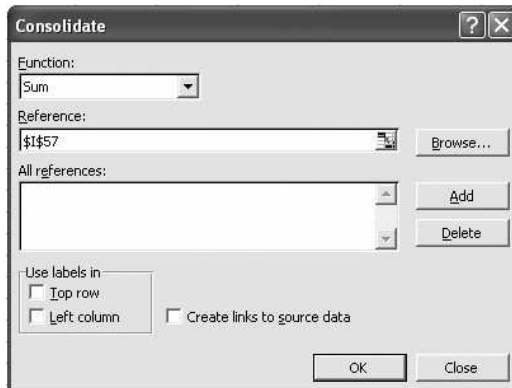 Consolidate
Function:
Sum
Reference:
$I$57
Browse...
All references:
Add
Delete
Use labels in
Top row
Left column
Create links to source data
OK
Close